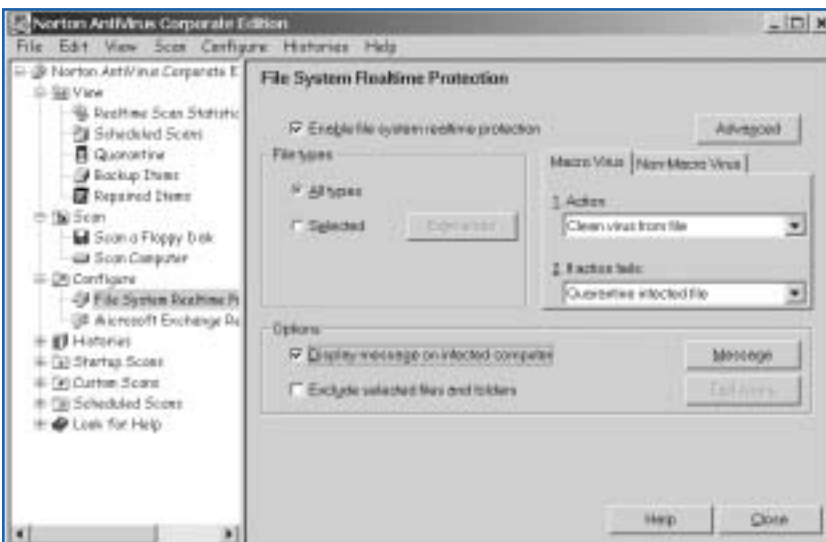 Norton AntiVirus Corporate Edition
File Edit View Scan Configure Histories Help
Norton AntiVirus Corporate E
View
Realtime Scan Statistic
Scheduled Scans
Quarantine
Backup Items
Repaired Items
Scan
Scan a Floppy Disk
Scan Computer
Configure
File System Realtime Pr
Microsoft Exchange Re
Histories
Startup Scans
Custom Scans
Scheduled Scans
Look for Help
File System Realtime Protection
Enable file system realtime protection
Advanced
File types
All types
Selected
Extensions
Macro Virus
Non-Macro Virus
1. Action:
Clean virus from file
2. If action fails:
Quarantine infected file
Options
Display message on infected computer
Message
Exclude selected files and folders
Help
Close